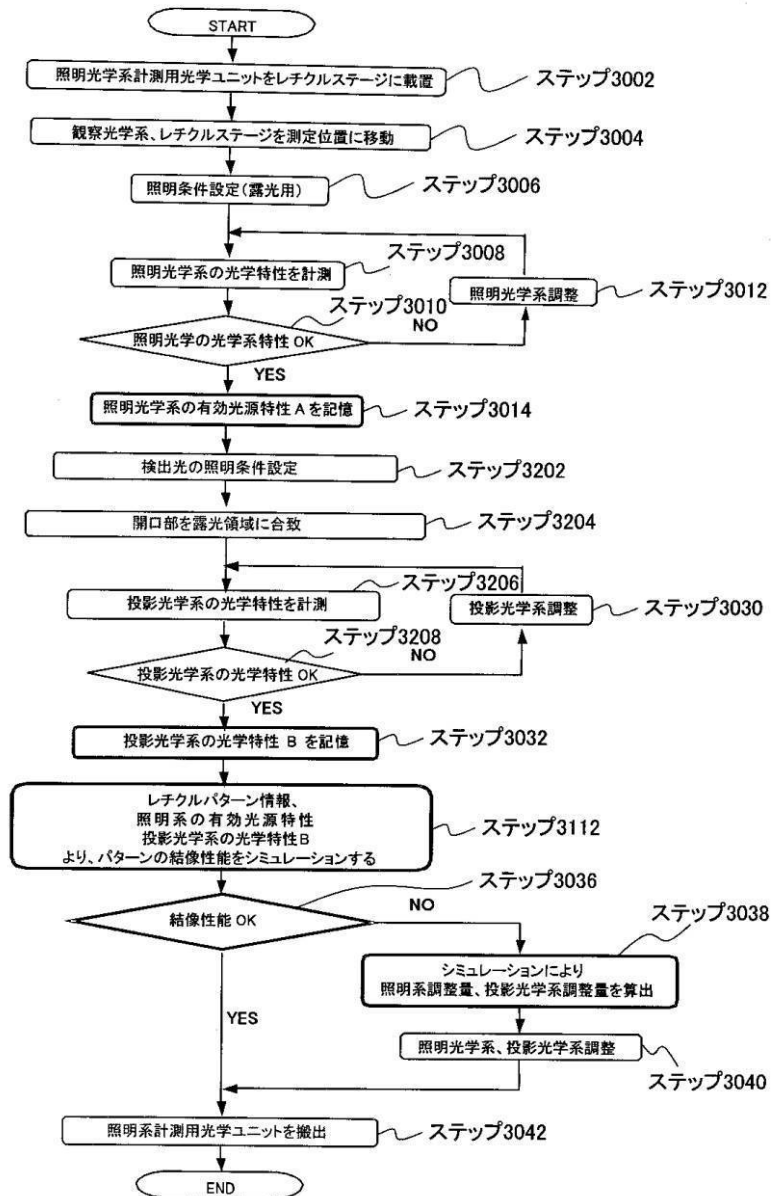 START
照明光学系計測用光学ユニットをレチクルステージに載置
ステップ3002
観察光学系、レチクルステージを測定位置に移動
ステップ3004
照明条件設定(露光用)
ステップ3006
照明光学系の光学特性を計測
ステップ3008
照明光学系調整
ステップ3012
照明光学の光学系特性 OK
ステップ3010
NO
YES
照明光学系の有効光源特性 A を記憶
ステップ3014
検出光の照明条件設定
ステップ3202
開口部を露光領域に合致
ステップ3204
投影光学系の光学特性を計測
ステップ3206
投影光学系調整
ステップ3030
投影光学系の光学特性 OK
ステップ3208
NO
YES
投影光学系の光学特性 B を記憶
ステップ3032
レチクルパターン情報、
照明系の有効光源特性
投影光学系の光学特性B
より、パターンの結像性能をシミュレーションする
ステップ3112
結像性能 OK
ステップ3036
NO
YES
シミュレーションにより
照明系調整量、投影光学系調整量を算出
ステップ3038
照明光学系、投影光学系調整
ステップ3040
照明系計測用光学ユニットを搬出
ステップ3042
END